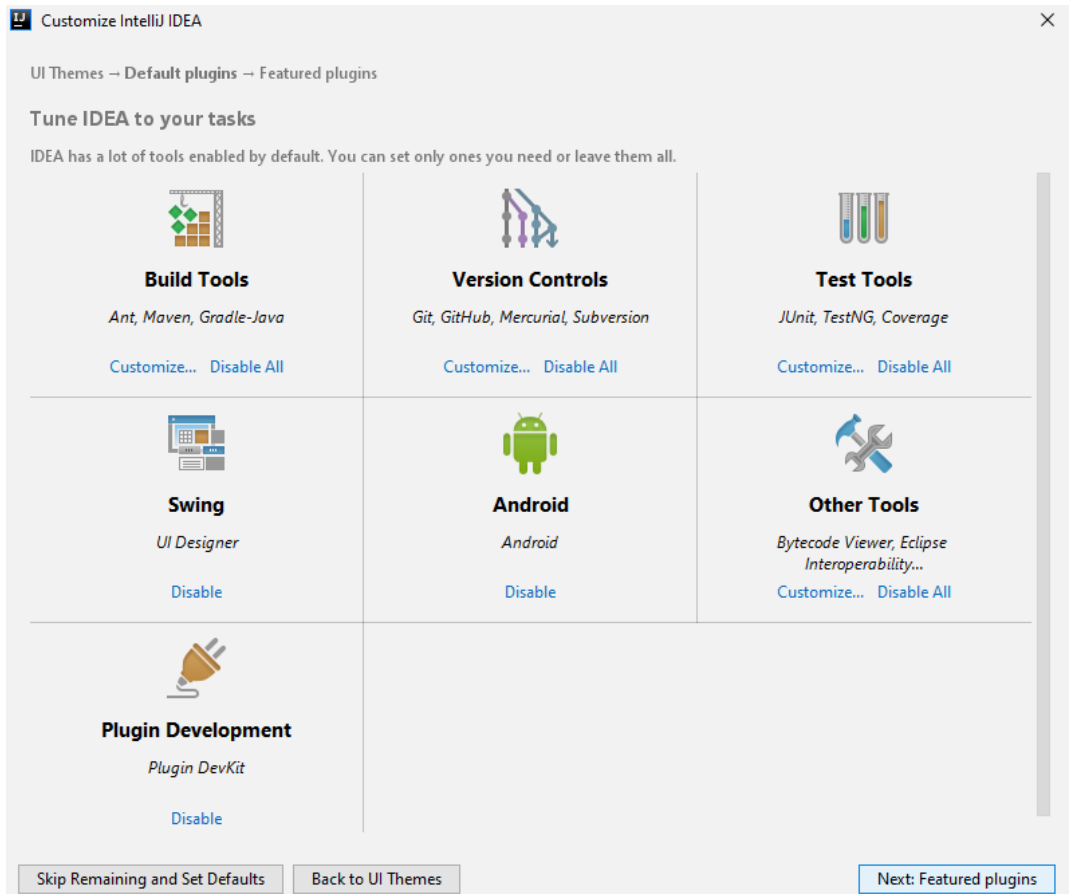 IJ Customize IntelliJ IDEA
UI Themes → Default plugins → Featured plugins
Tune IDEA to your tasks
IDEA has a lot of tools enabled by default. You can set only ones you need or leave them all.
Build Tools
Ant, Maven, Gradle-Java
Customize... Disable All
Version Controls
Git, GitHub, Mercurial, Subversion
Customize... Disable All
Test Tools
JUnit, TestNG, Coverage
Customize... Disable All
Swing
UI Designer
Disable
Android
Android
Disable
Other Tools
Bytecode Viewer, Eclipse
Interoperability...
Customize... Disable All
Plugin Development
Plugin DevKit
Disable
Skip Remaining and Set Defaults
Back to UI Themes
Next: Featured plugins